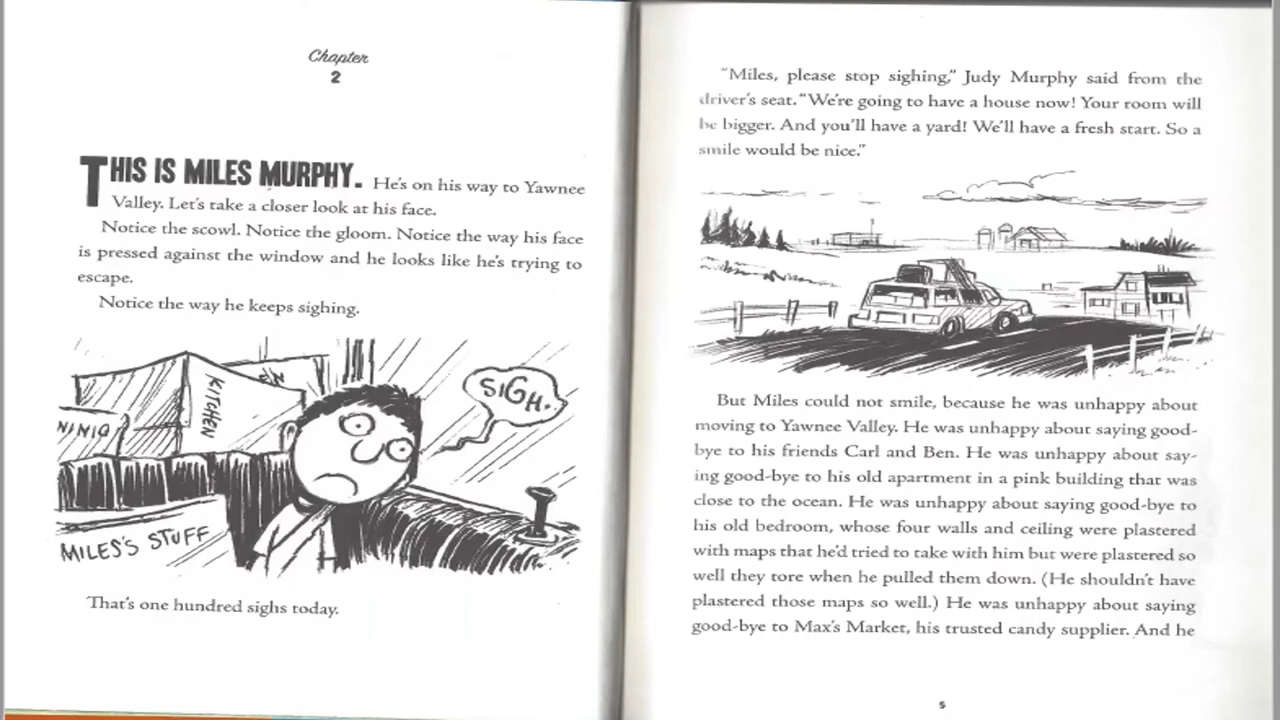 Chapter
2
THIS IS MILES MURPHY. He's on his way to Yawnee
Valley. Let's take a closer look at his face.
Notice the scowl. Notice the gloom. Notice the way his face
is pressed against the window and he looks like he's trying to
escape.
Notice the way he keeps sighing.
KITCHEN
SIGH.
NINIG
MILES'S STUFF
That's one hundred sighs today.
"Miles, please stop sighing," Judy Murphy said from the
driver's seat. "We're going to have a house now! Your room will
be bigger. And you'll have a yard! We'll have a fresh start. So a
smile would be nice."
But Miles could not smile, because he was unhappy about
moving to Yawnee Valley. He was unhappy about saying good-
bye to his friends Carl and Ben. He was unhappy about say-
ing good-bye to his old apartment in a pink building that was
close to the ocean. He was unhappy about saying good-bye to
his old bedroom, whose four walls and ceiling were plastered
with maps that he'd tried to take with him but were plastered so
well they tore when he pulled them down. (He shouldn't have
plastered those maps so well.) He was unhappy about saying
good-bye to Max's Market, his trusted candy supplier. And he
5